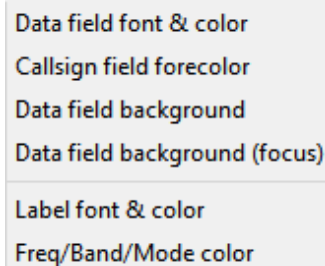 Data field font & color
Callsign field forecolor
Data field background
Data field background (focus)
Label font & color
Freq/Band/Mode color